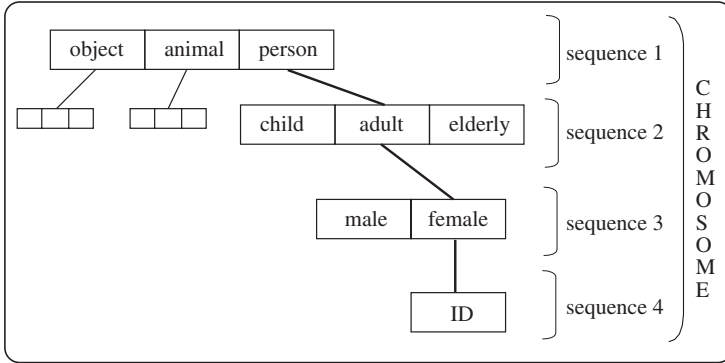 object animal person
sequence 1
child adult elderly
sequence 2
male female
sequence 3
ID
sequence 4
CHROMOSOME